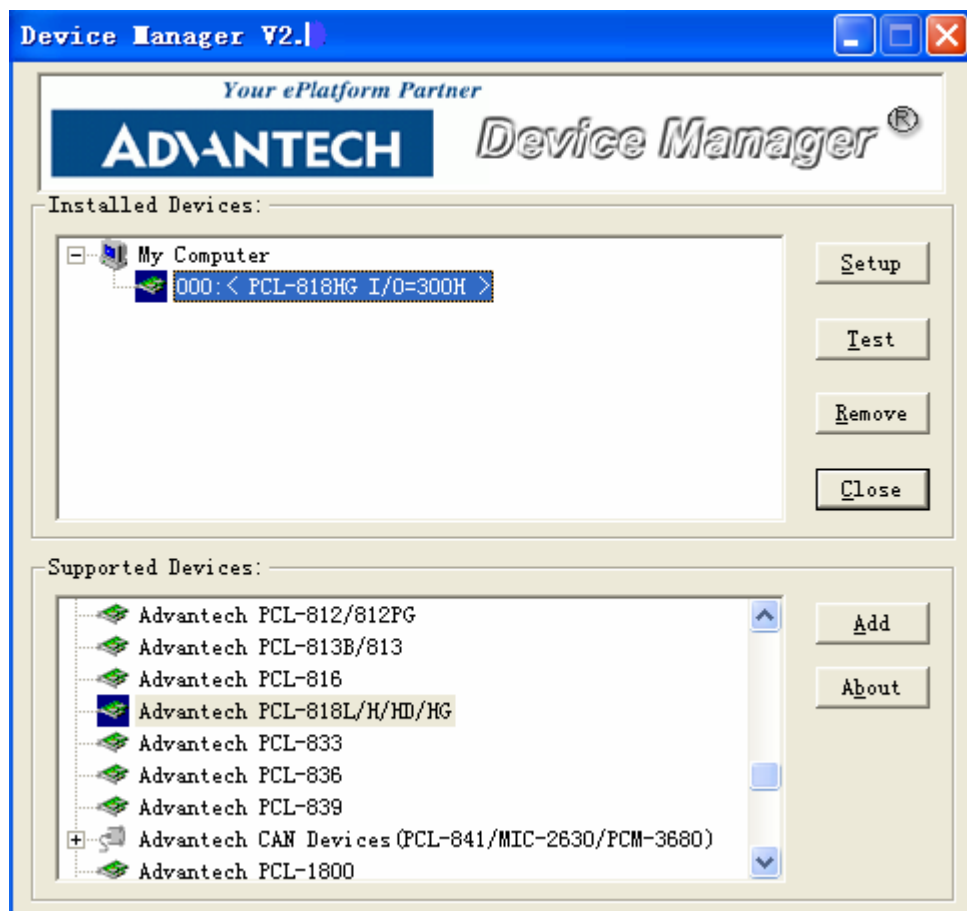 Device Manager V2.
Your ePlatform Partner
ADVANTECH Device Manager ®
Installed Devices:
My Computer
000:< PCL-818HG I/O=300H >
Setup
Test
Remove
Close
Supported Devices:
Advantech PCL-812/812PG
Advantech PCL-813B/813
Advantech PCL-816
Advantech PCL-818L/H/HD/HG
Advantech PCL-833
Advantech PCL-836
Advantech PCL-839
Advantech CAN Devices(PCL-841/MIC-2630/PCM-3680)
Advantech PCL-1800
Add
About